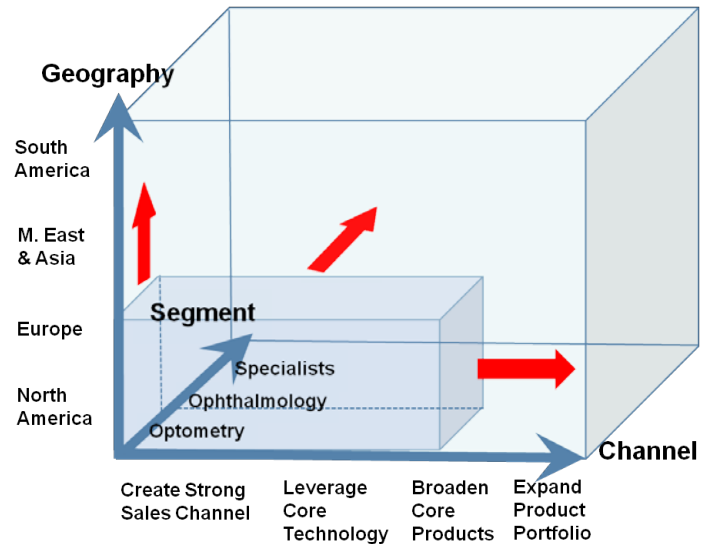 Geography
South
America
M. East
& Asia
Europe
North
America
Segment
Specialists
Ophthalmology
Optometry
Channel
Create Strong
Sales Channel
Leverage
Core
Technology
Broaden
Core
Products
Expand
Product
Portfolio